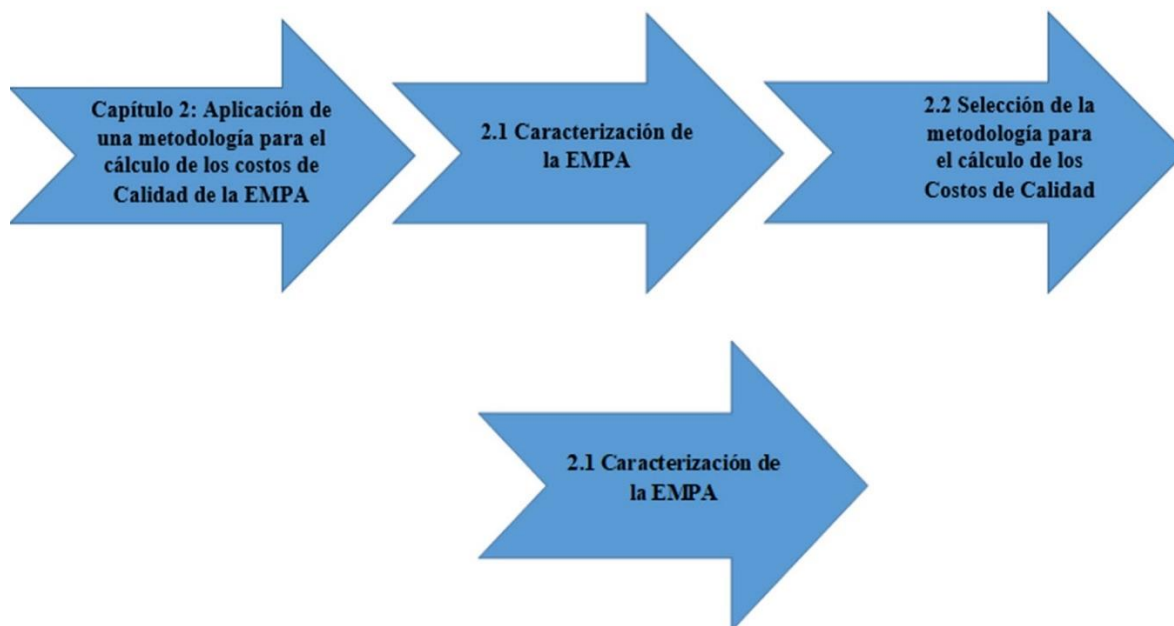 Capítulo 2: Aplicación de
una metodología para el
cálculo de los costos de
Calidad de la EMPA
2.1 Caracterización de
la EMPA
2.2 Selección de la
metodología para
el cálculo de los
Costos de Calidad
2.1 Caracterización de
la EMPA